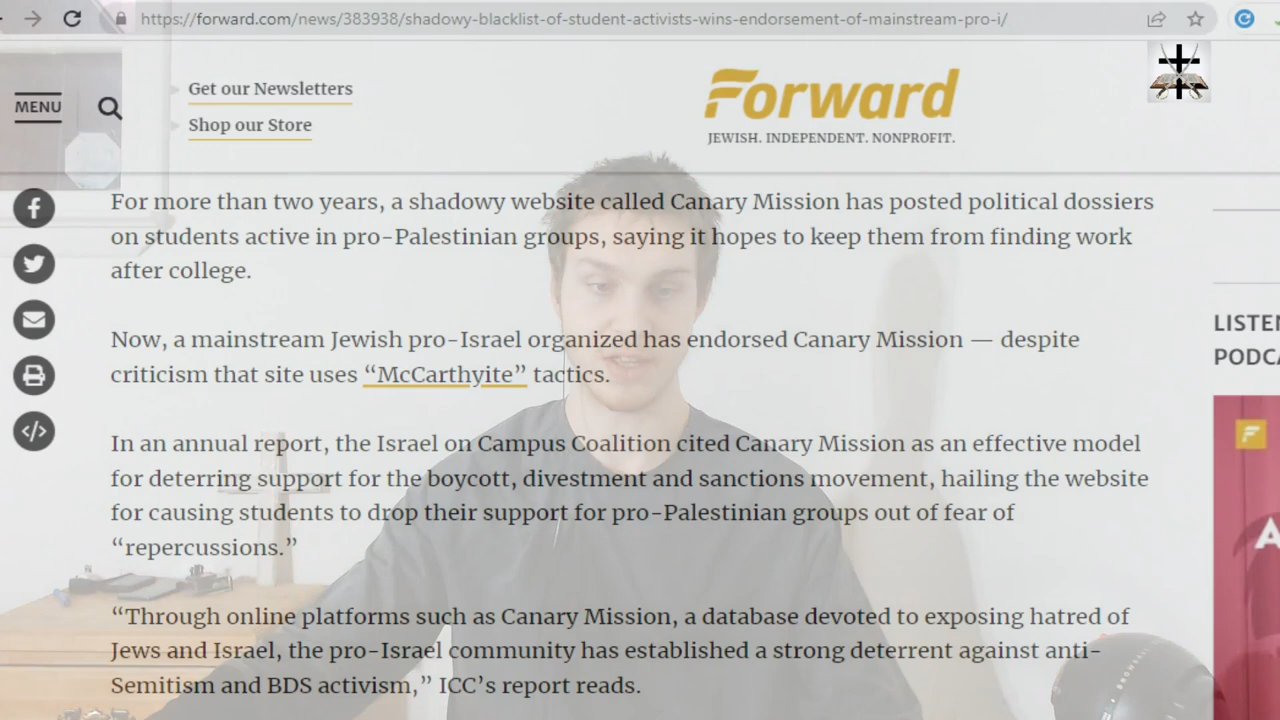 https://forward.com/news/383938/shadowy-blacklist-of-student-activists-wins-endorsement-of-mainstream-pro-i/
MENU
Get our Newsletters
Shop our Store
Forward
JEWISH. INDEPENDENT. NONPROFIT.
For more than two years, a shadowy website called Canary Mission has posted political dossiers
on students active in pro-Palestinian groups, saying it hopes to keep them from finding work
after college.
Now, a mainstream Jewish pro-Israel organized has endorsed Canary Mission — despite
criticism that site uses “McCarthyite” tactics.
In an annual report, the Israel on Campus Coalition cited Canary Mission as an effective model
for deterring support for the boycott, divestment and sanctions movement, hailing the website
for causing students to drop their support for pro-Palestinian groups out of fear of
“repercussions.”
“Through online platforms such as Canary Mission, a database devoted to exposing hatred of
Jews and Israel, the pro-Israel community has established a strong deterrent against anti-
Semitism and BDS activism,” ICC’s report reads.
LISTEN
PODCA
F
A